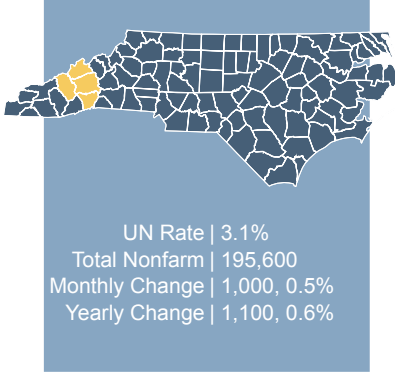 UN Rate | 3.1%
Total Nonfarm | 195,600
Monthly Change | 1,000, 0.5%
Yearly Change | 1,100, 0.6%